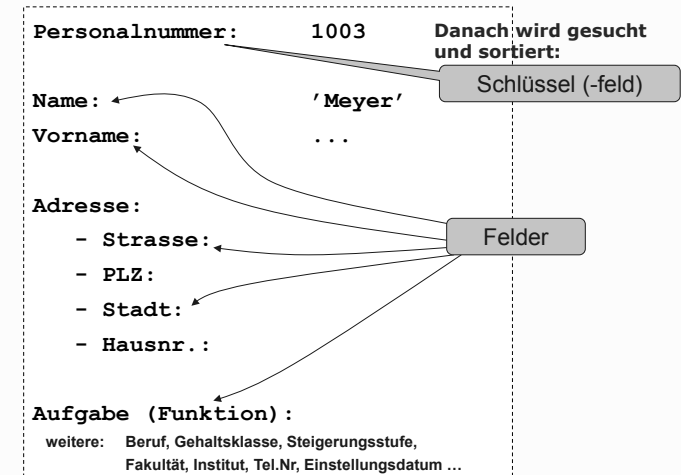 Personalnummer: 1003
Danach wird gesucht
und sortiert:
Schlüssel (-feld)
Name: ’Meyer’
Vorname: ...
Adresse:
- Strasse:
Felder
- PLZ:
- Stadt:
- Hausnr.:
Aufgabe (Funktion):
weitere: Beruf, Gehaltsklasse, Steigerungsstufe,
Fakultät, Institut, Tel.Nr, Einstellungsdatum …